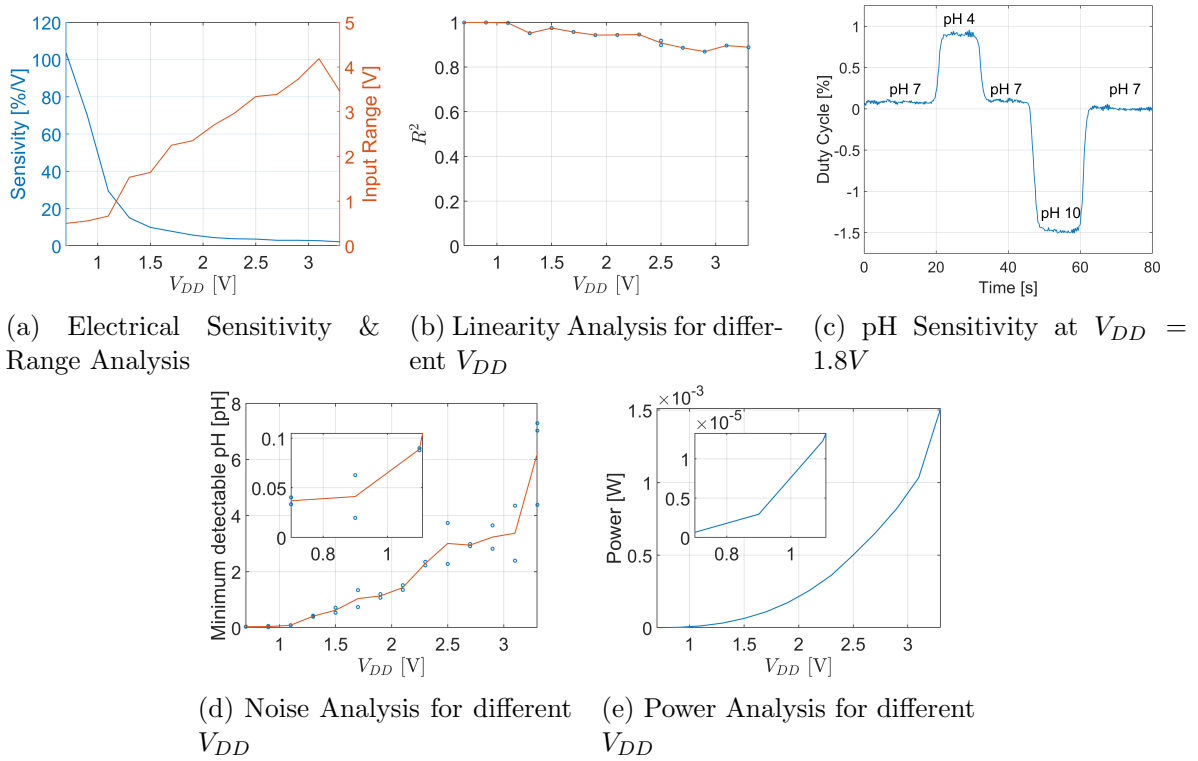 120
100
80
60
40
20
0
Sensivity [%/V]
5
4
3
2
1
0
Input Range [V]
1 1.5 2 2.5 3
V_DD [V]
(a) Electrical Sensitivity &
Range Analysis
1
0.8
0.6
0.4
0.2
0
R²
1 1.5 2 2.5 3
V_DD [V]
(b) Linearity Analysis for differ-
ent V_DD
1
0.5
0
-0.5
-1
-1.5
Duty Cycle [%]
pH 4
pH 7 pH 7 pH 7
pH 10
0 20 40 60 80
Time [s]
(c) pH Sensitivity at V_DD =
1.8V
8
6
4
2
0
Minimum detectable pH [pH]
0.1
0.05
0
0.8 1
1 1.5 2 2.5 3
V_DD [V]
(d) Noise Analysis for different
V_DD
×10⁻³
1.5
1
0.5
0
Power [W]
×10⁻⁵
1
0.5
0
0.8 1
1 1.5 2 2.5 3
V_DD [V]
(e) Power Analysis for different
V_DD